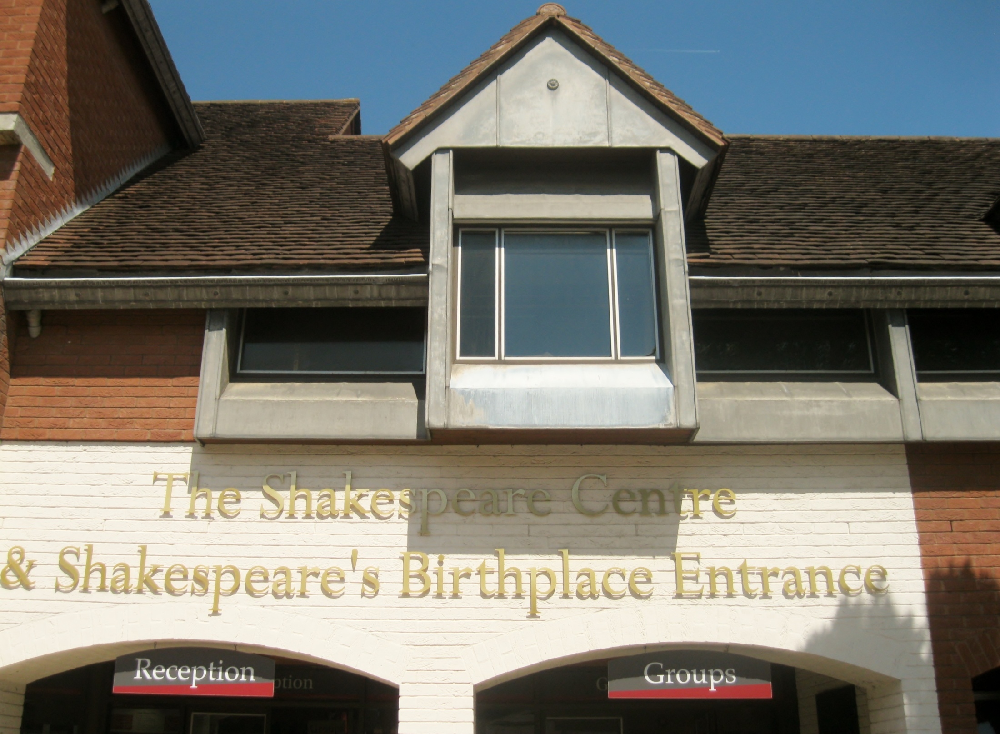 The Shakespeare Centre
& Shakespeare's Birthplace Entrance
Reception
Groups